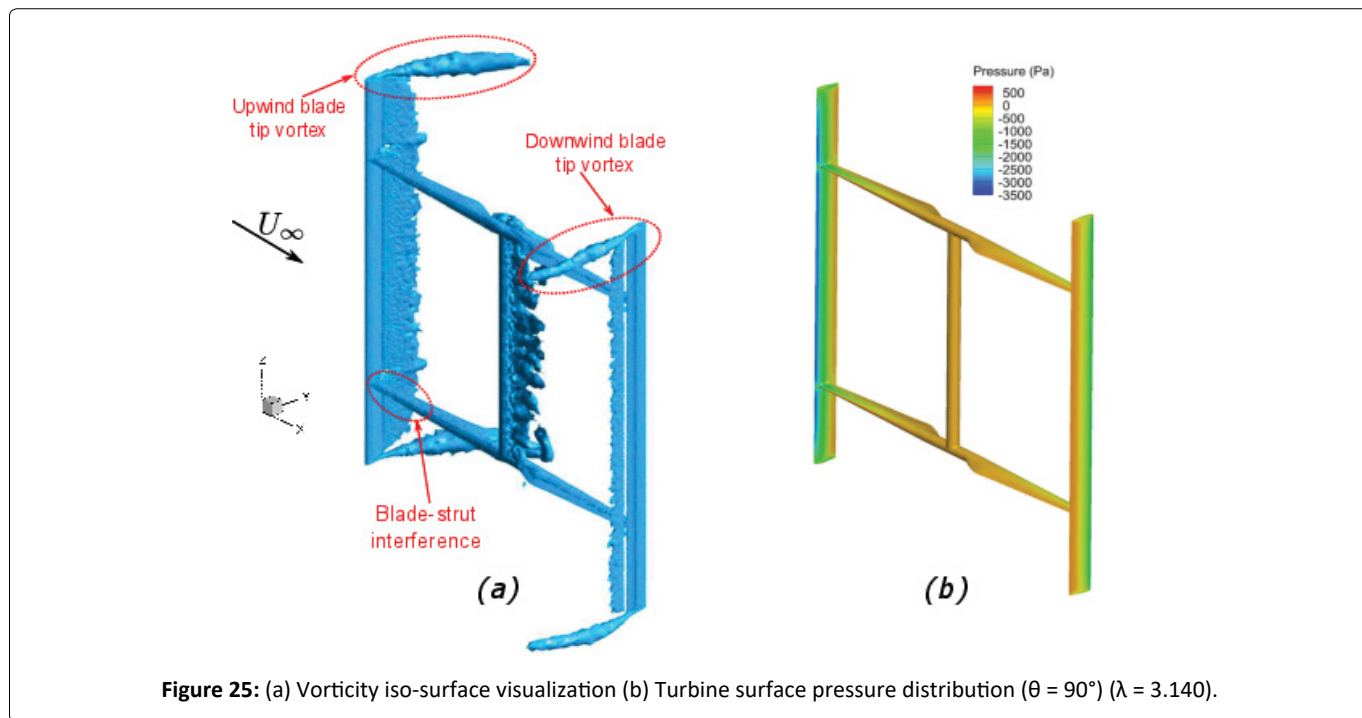 Upwind blade
tip vortex
Downwind blade
tip vortex
U∞
Z
Y
X
Blade-strut
interference
(a)
Pressure (Pa)
500
0
-500
-1000
-1500
-2000
-2500
-3000
-3500
(b)
Figure 25: (a) Vorticity iso-surface visualization (b) Turbine surface pressure distribution (θ = 90°) (λ = 3.140).